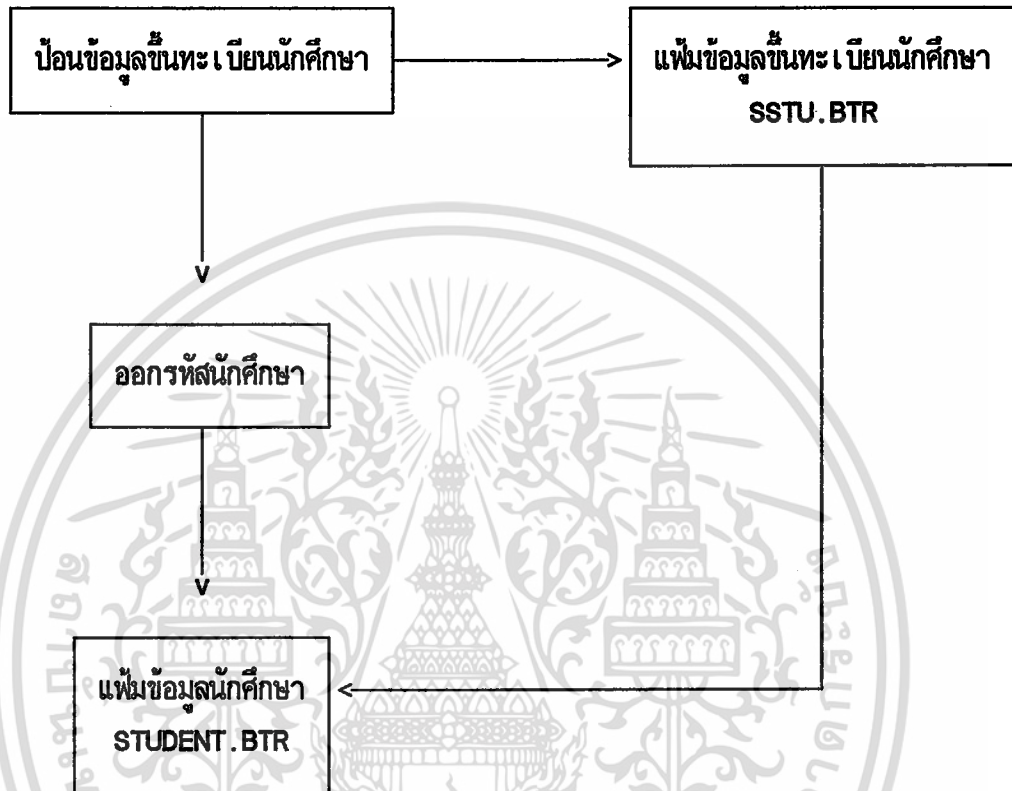 ป้อนข้อมูลขึ้นทะเบียนนักศึกษา
แฟ้มข้อมูลขึ้นทะเบียนนักศึกษา
SSTU.BTR
ออกรหัสนักศึกษา
แฟ้มข้อมูลนักศึกษา
STUDENT.BTR